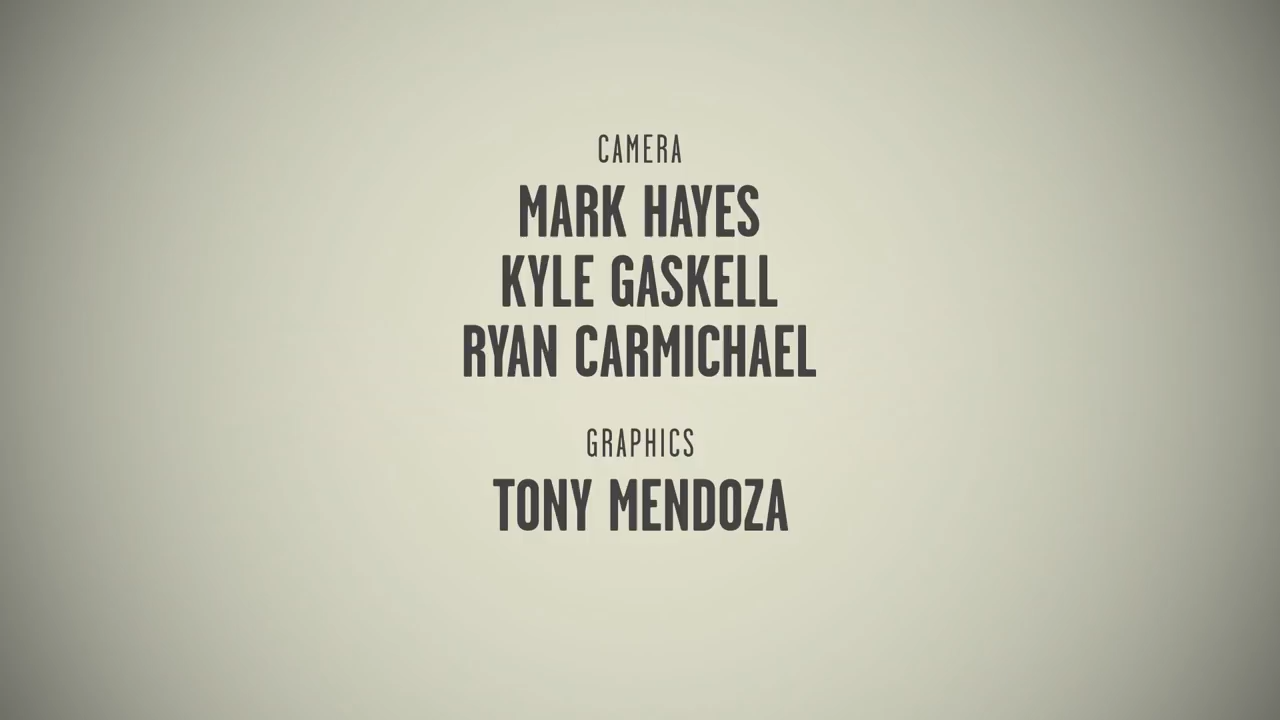 CAMERA
MARK HAYES
KYLE GASKELL
RYAN CARMICHAEL
GRAPHICS
TONY MENDOZA